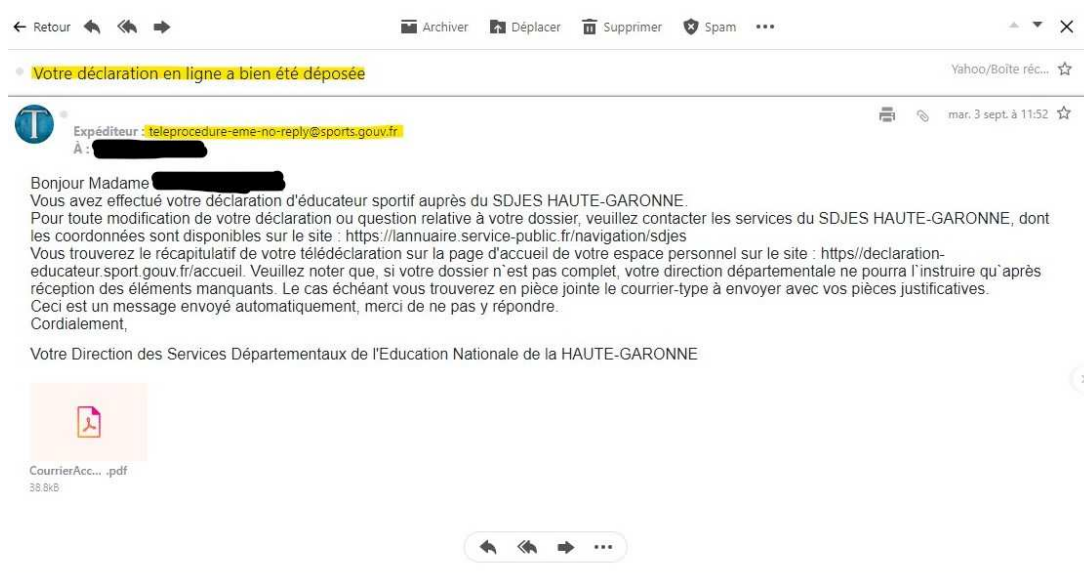 ← Retour Archiver Déplacer Supprimer Spam
Votre déclaration en ligne a bien été déposée Yahoo/Boîte réc...
T
Expéditeur : teleprocedure-eme-no-reply@sports.gouv.fr mar. 3 sept. à 11:52
À :
Bonjour Madame
Vous avez effectué votre déclaration d'éducateur sportif auprès du SDJES HAUTE-GARONNE.
Pour toute modification de votre déclaration ou question relative à votre dossier, veuillez contacter les services du SDJES HAUTE-GARONNE, dont
les coordonnées sont disponibles sur le site : https://lannuaire.service-public.fr/navigation/sdjes
Vous trouverez le récapitulatif de votre télédéclaration sur la page d'accueil de votre espace personnel sur le site : https//declaration-
educateur.sport.gouv.fr/accueil. Veuillez noter que, si votre dossier n`est pas complet, votre direction départementale ne pourra l`instruire qu`après
réception des éléments manquants. Le cas échéant vous trouverez en pièce jointe le courrier-type à envoyer avec vos pièces justificatives.
Ceci est un message envoyé automatiquement, merci de ne pas y répondre.
Cordialement,
Votre Direction des Services Départementaux de l'Education Nationale de la HAUTE-GARONNE
CourrierAcc... .pdf
38.8kB